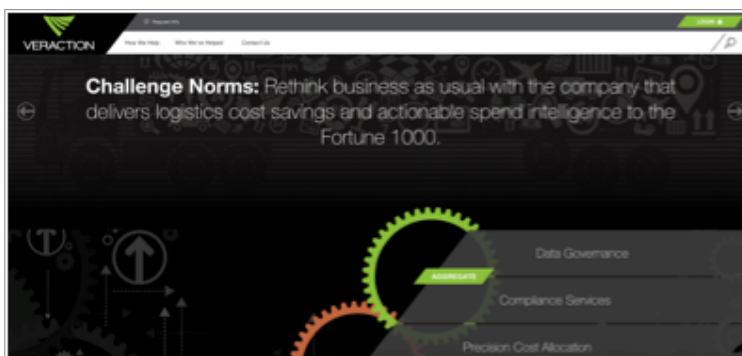 Request Info
LOGIN
VERACTION
How We Help Who We've Helped Contact Us
Challenge Norms: Rethink business as usual with the company that
delivers logistics cost savings and actionable spend intelligence to the
Fortune 1000.
Data Governance
AGGREGATE
Compliance Services
Precision Cost Allocation